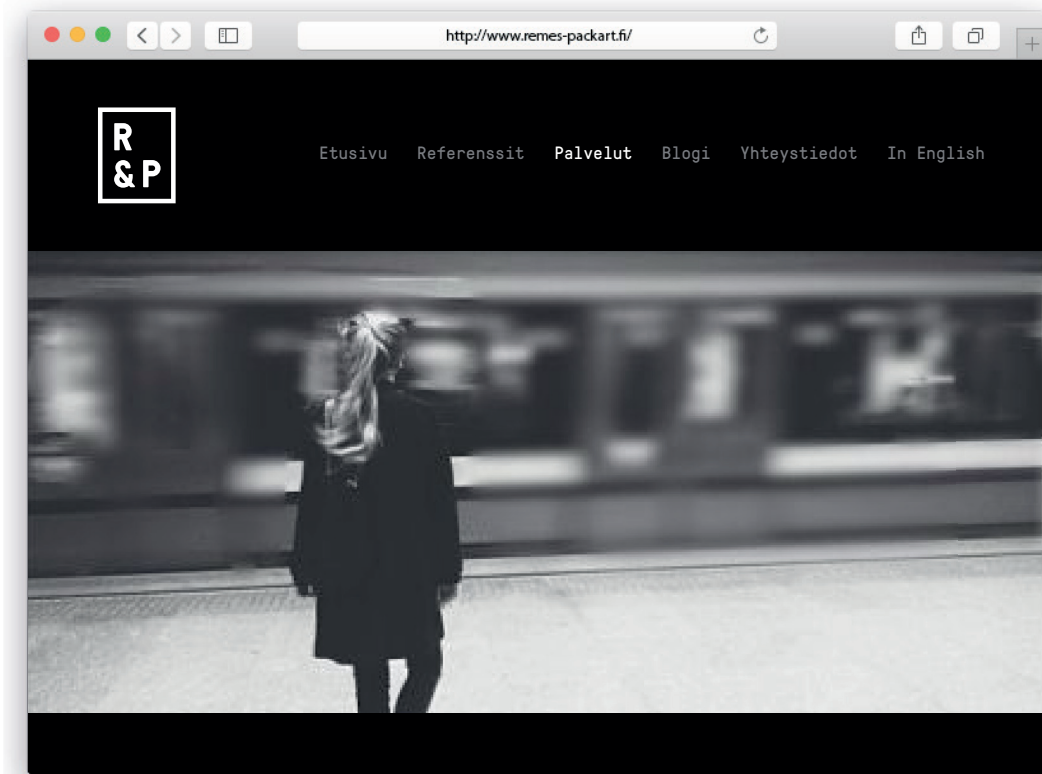 http://www.remes-packart.fi/
R
&P
Etusivu Referenssit Palvelut Blogi Yhteystiedot In English